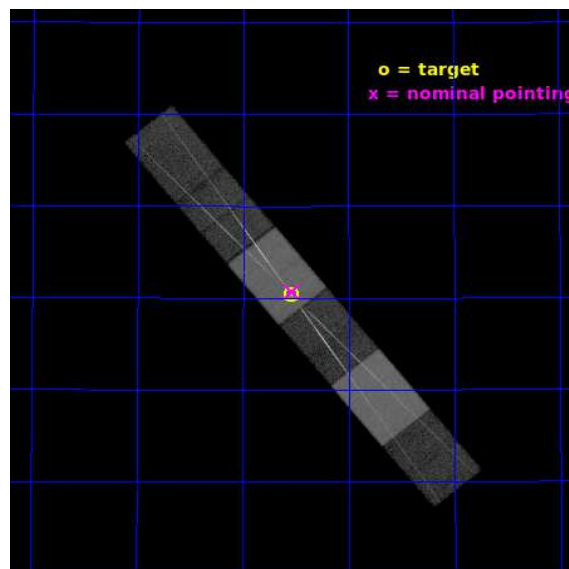 o = target
x = nominal pointing